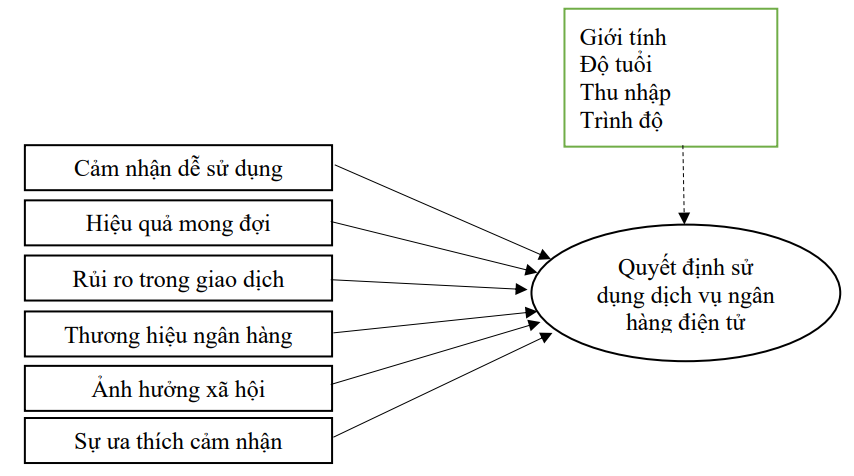 Giới tính
Độ tuổi
Thu nhập
Trình độ
Cảm nhận dễ sử dụng
Hiệu quả mong đợi
Rủi ro trong giao dịch
Thương hiệu ngân hàng
Ảnh hưởng xã hội
Sự ưa thích cảm nhận
Quyết định sử
dụng dịch vụ ngân
hàng điện tử